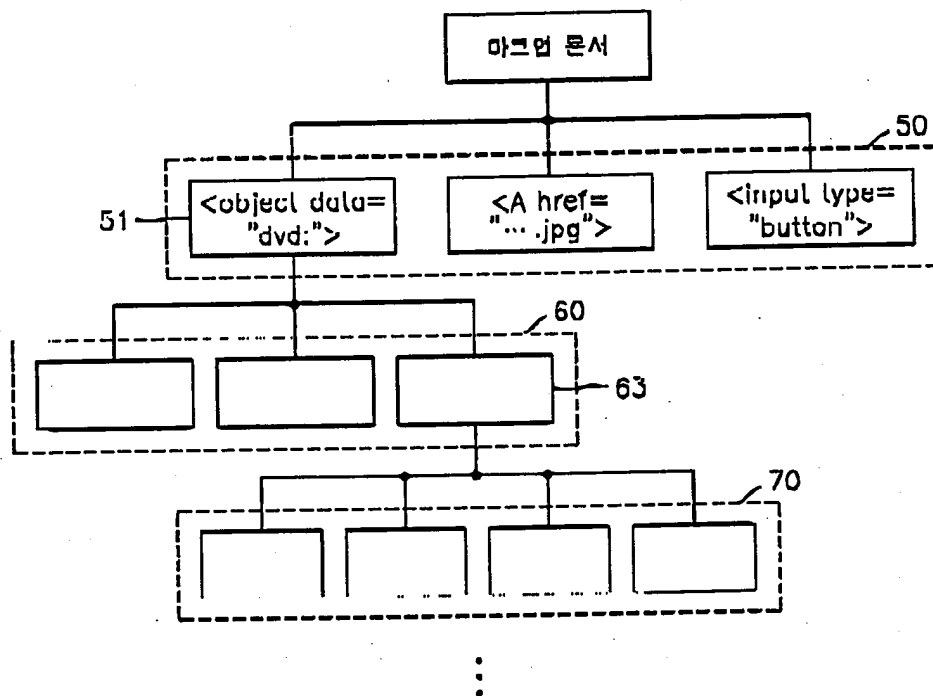 마크업 문서
50
51
<object data=
"dvd:">
<A href=
"… .jpg">
<input type=
"button">
60
63
70